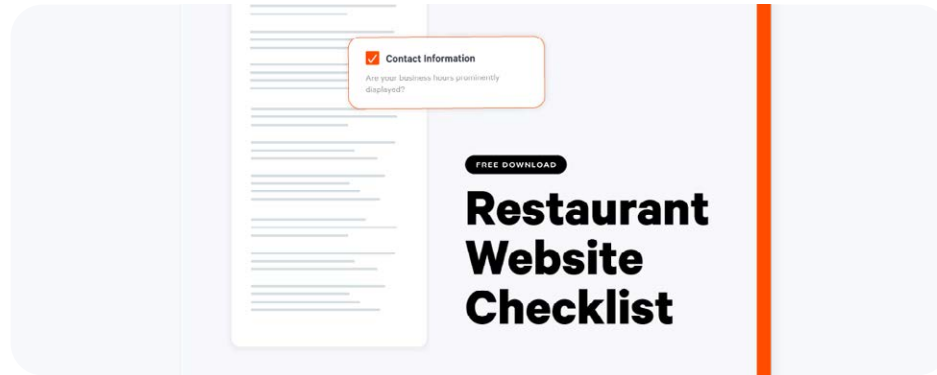 Contact Information
Are your business hours prominently
displayed?
FREE DOWNLOAD
Restaurant
Website
Checklist